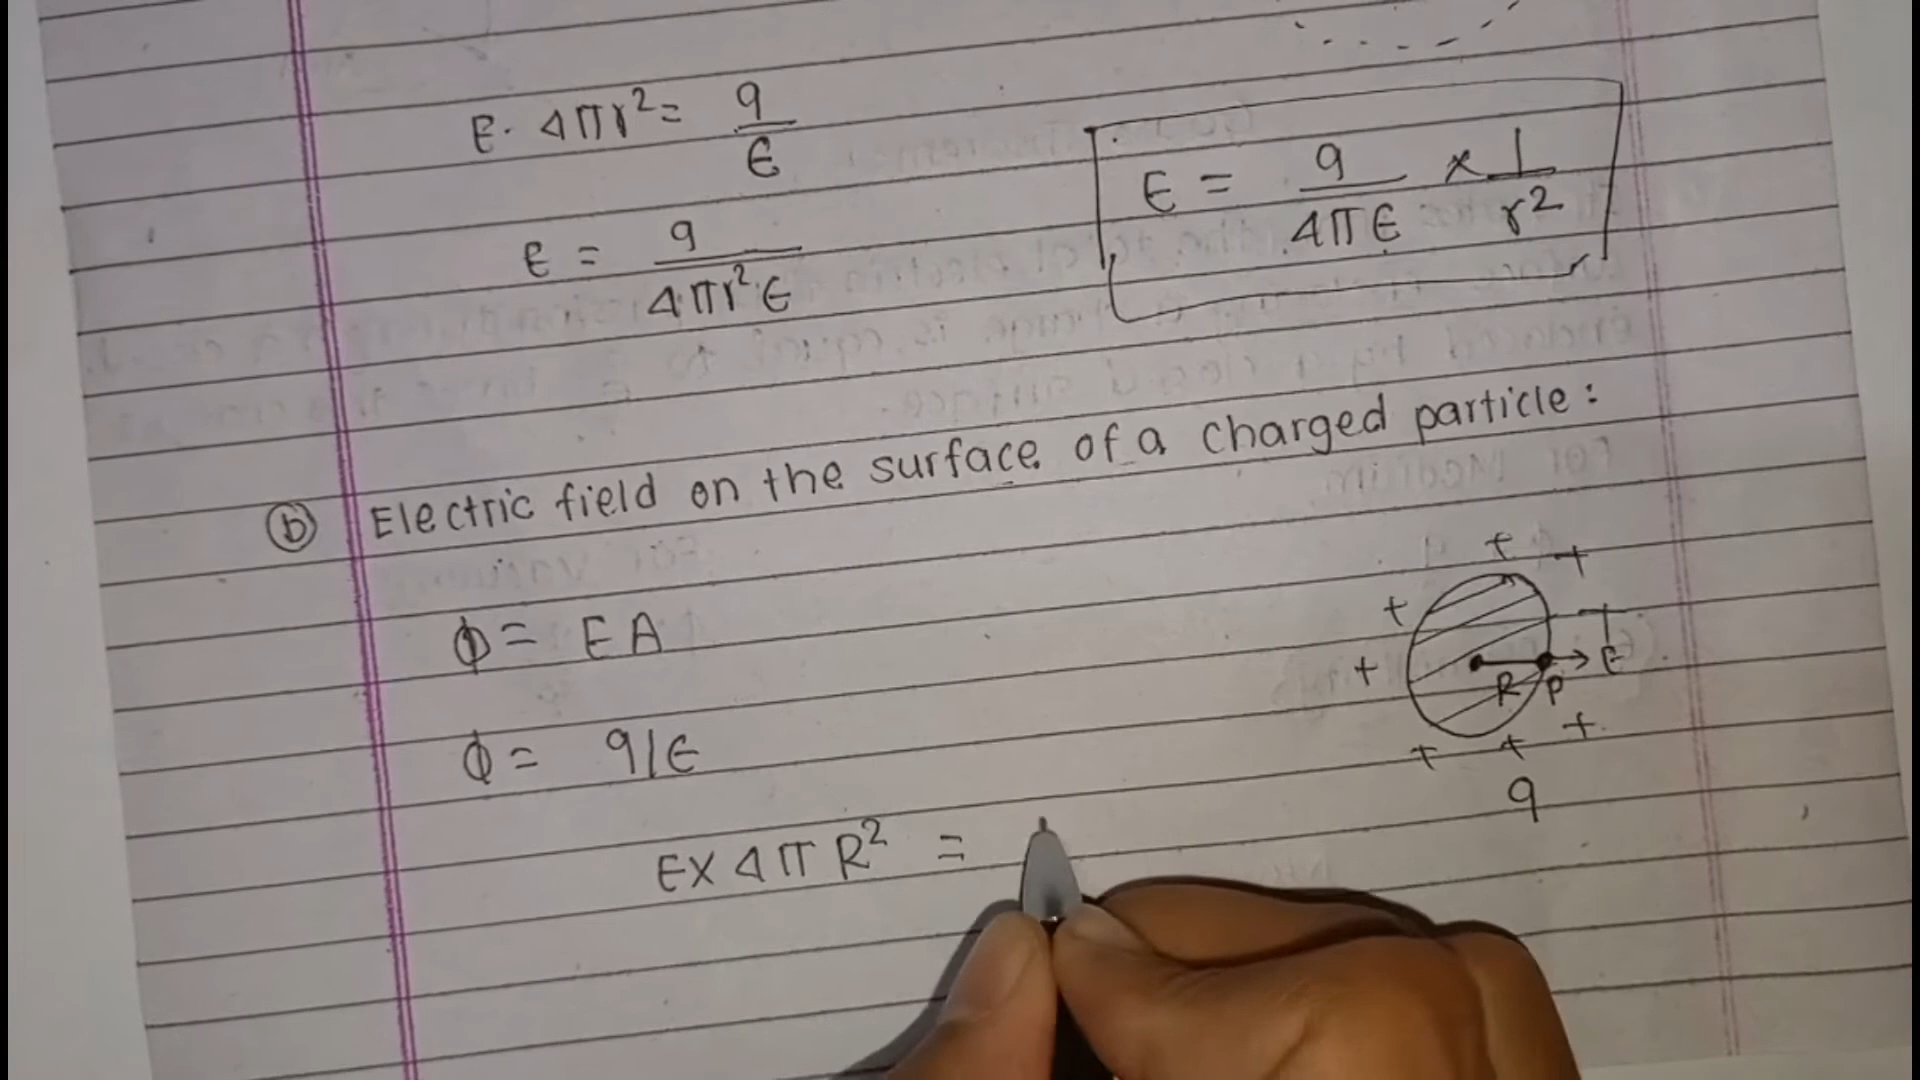 E. 4πr² = q/ϵ
E = q/4πr²ϵ
E = q/4πϵ × 1/r²
ⓑ Electric field on the surface of a charged particle:
ϕ = EA
ϕ = q/ϵ
E × 4πR² =
+ +
+ +
+ R P E
+ + +
q